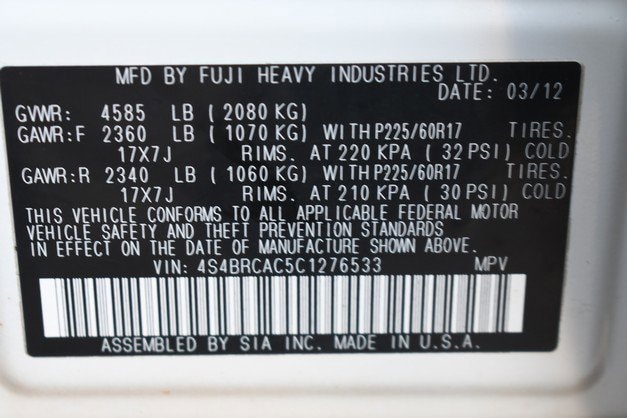 MFD BY FUJI HEAVY INDUSTRIES LTD.
DATE: 03/12
GVWR: 4585 LB (2080 KG)
GAWR:F 2360 LB (1070 KG) WITH P225/60R17 TIRES.
17X7J RIMS. AT 220 KPA (32 PSI) COLD
GAWR:R 2340 LB (1060 KG) WITH P225/60R17 TIRES.
17X7J RIMS. AT 210 KPA (30 PSI) COLD
THIS VEHICLE CONFORMS TO ALL APPLICABLE FEDERAL MOTOR
VEHICLE SAFETY AND THEFT PREVENTION STANDARDS
IN EFFECT ON THE DATE OF MANUFACTURE SHOWN ABOVE.
VIN: 4S4BRCAC5C1276533 MPV
ASSEMBLED BY SIA INC. MADE IN U.S.A.